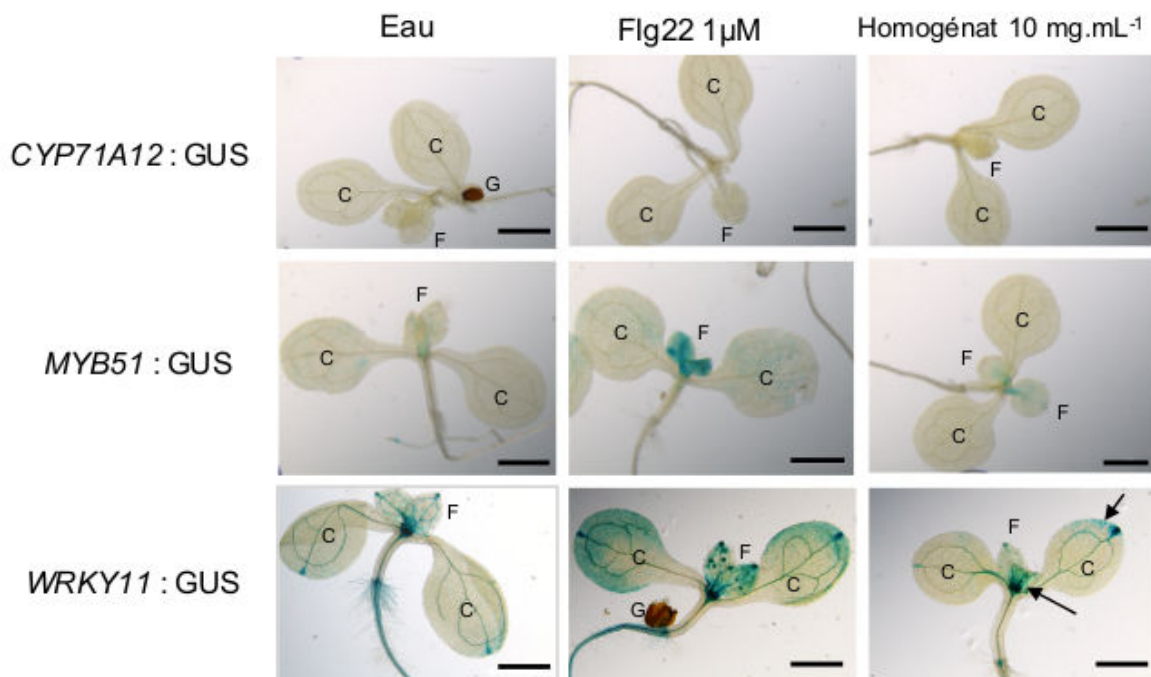 Eau Flg22 1µM Homogénat 10 mg.mL-1
CYP71A12 : GUS
C C G F
C C F
C F C
MYB51 : GUS
F C C
C F C
C F F C
WRKY11 : GUS
F C C
C F C G
F C C